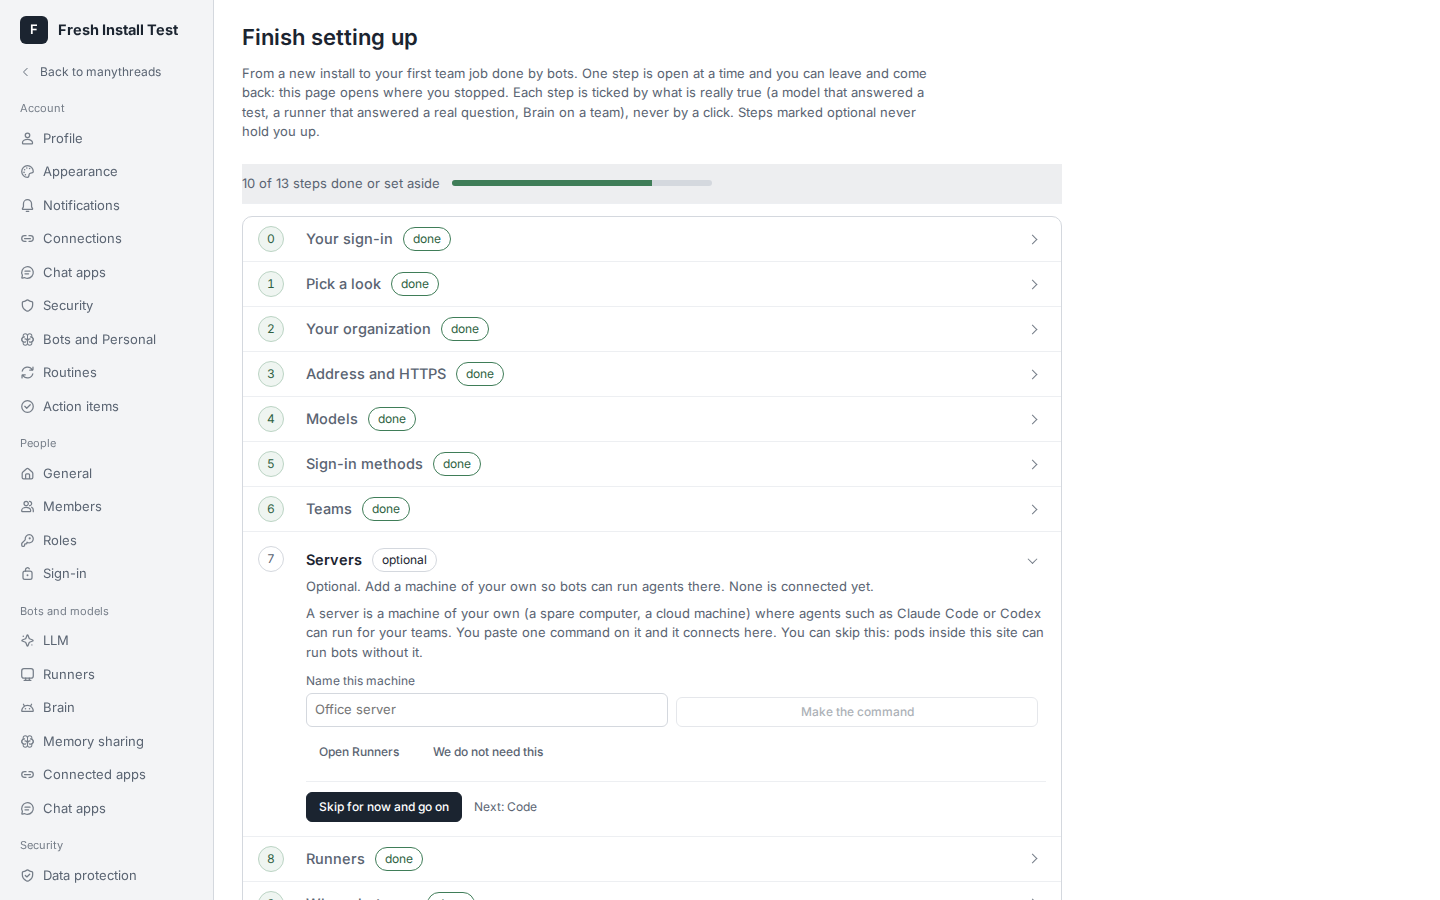 F Fresh Install Test
Back to manythreads
Account
Profile
Appearance
Notifications
Connections
Chat apps
Security
Bots and Personal
Routines
Action items
People
General
Members
Roles
Sign-in
Bots and models
LLM
Runners
Brain
Memory sharing
Connected apps
Chat apps
Security
Data protection
Finish setting up
From a new install to your first team job done by bots. One step is open at a time and you can leave and come
back: this page opens where you stopped. Each step is ticked by what is really true (a model that answered a
test, a runner that answered a real question, Brain on a team), never by a click. Steps marked optional never
hold you up.
10 of 13 steps done or set aside
0 Your sign-in done
1 Pick a look done
2 Your organization done
3 Address and HTTPS done
4 Models done
5 Sign-in methods done
6 Teams done
7 Servers optional
Optional. Add a machine of your own so bots can run agents there. None is connected yet.
A server is a machine of your own (a spare computer, a cloud machine) where agents such as Claude Code or Codex
can run for your teams. You paste one command on it and it connects here. You can skip this: pods inside this site can
run bots without it.
Name this machine
Office server Make the command
Open Runners We do not need this
Skip for now and go on Next: Code
8 Runners done